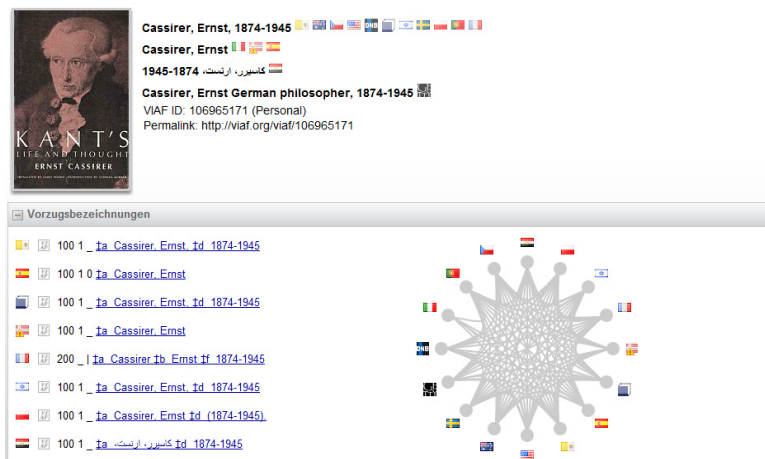 KANT'S
LIFE AND THOUGHT
ERNST CASSIRER
Cassirer, Ernst, 1874-1945
DNB
Cassirer, Ernst
كاسيرر، ارنست، 1874-1945
Cassirer, Ernst German philosopher, 1874-1945
VIAF ID: 106965171 (Personal)
Permalink: http://viaf.org/viaf/106965171
Vorzugsbezeichnungen
100 1 _ ‡a Cassirer, Ernst, ‡d 1874-1945
100 1 0 ‡a Cassirer, Ernst
100 1 _ ‡a Cassirer, Ernst, ‡d 1874-1945
100 1 _ ‡a Cassirer, Ernst
200 _ | ‡a Cassirer ‡b Ernst ‡f 1874-1945
100 1 _ ‡a Cassirer, Ernst, ‡d 1874-1945
100 1 _ ‡a Cassirer, Ernst ‡d (1874-1945).
100 1 _ ‡a كاسيرر، ارنست، ‡d 1874-1945
DNB